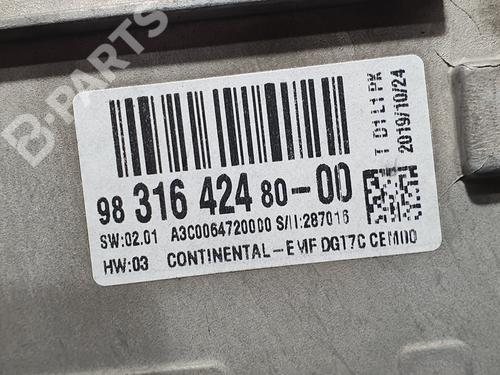 98 316 424 80-00
SW:02.01 A3C0064720000 S/N:287016
HW:03 CONTINENTAL-EMF DG17C CEM00
T D1L1PK
2019/10/24
B-PARTS